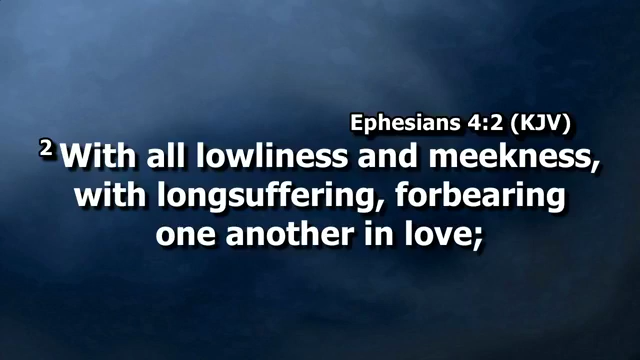 Ephesians 4:2 (KJV)
2 With all lowliness and meekness,
with longsuffering, forbearing
one another in love;